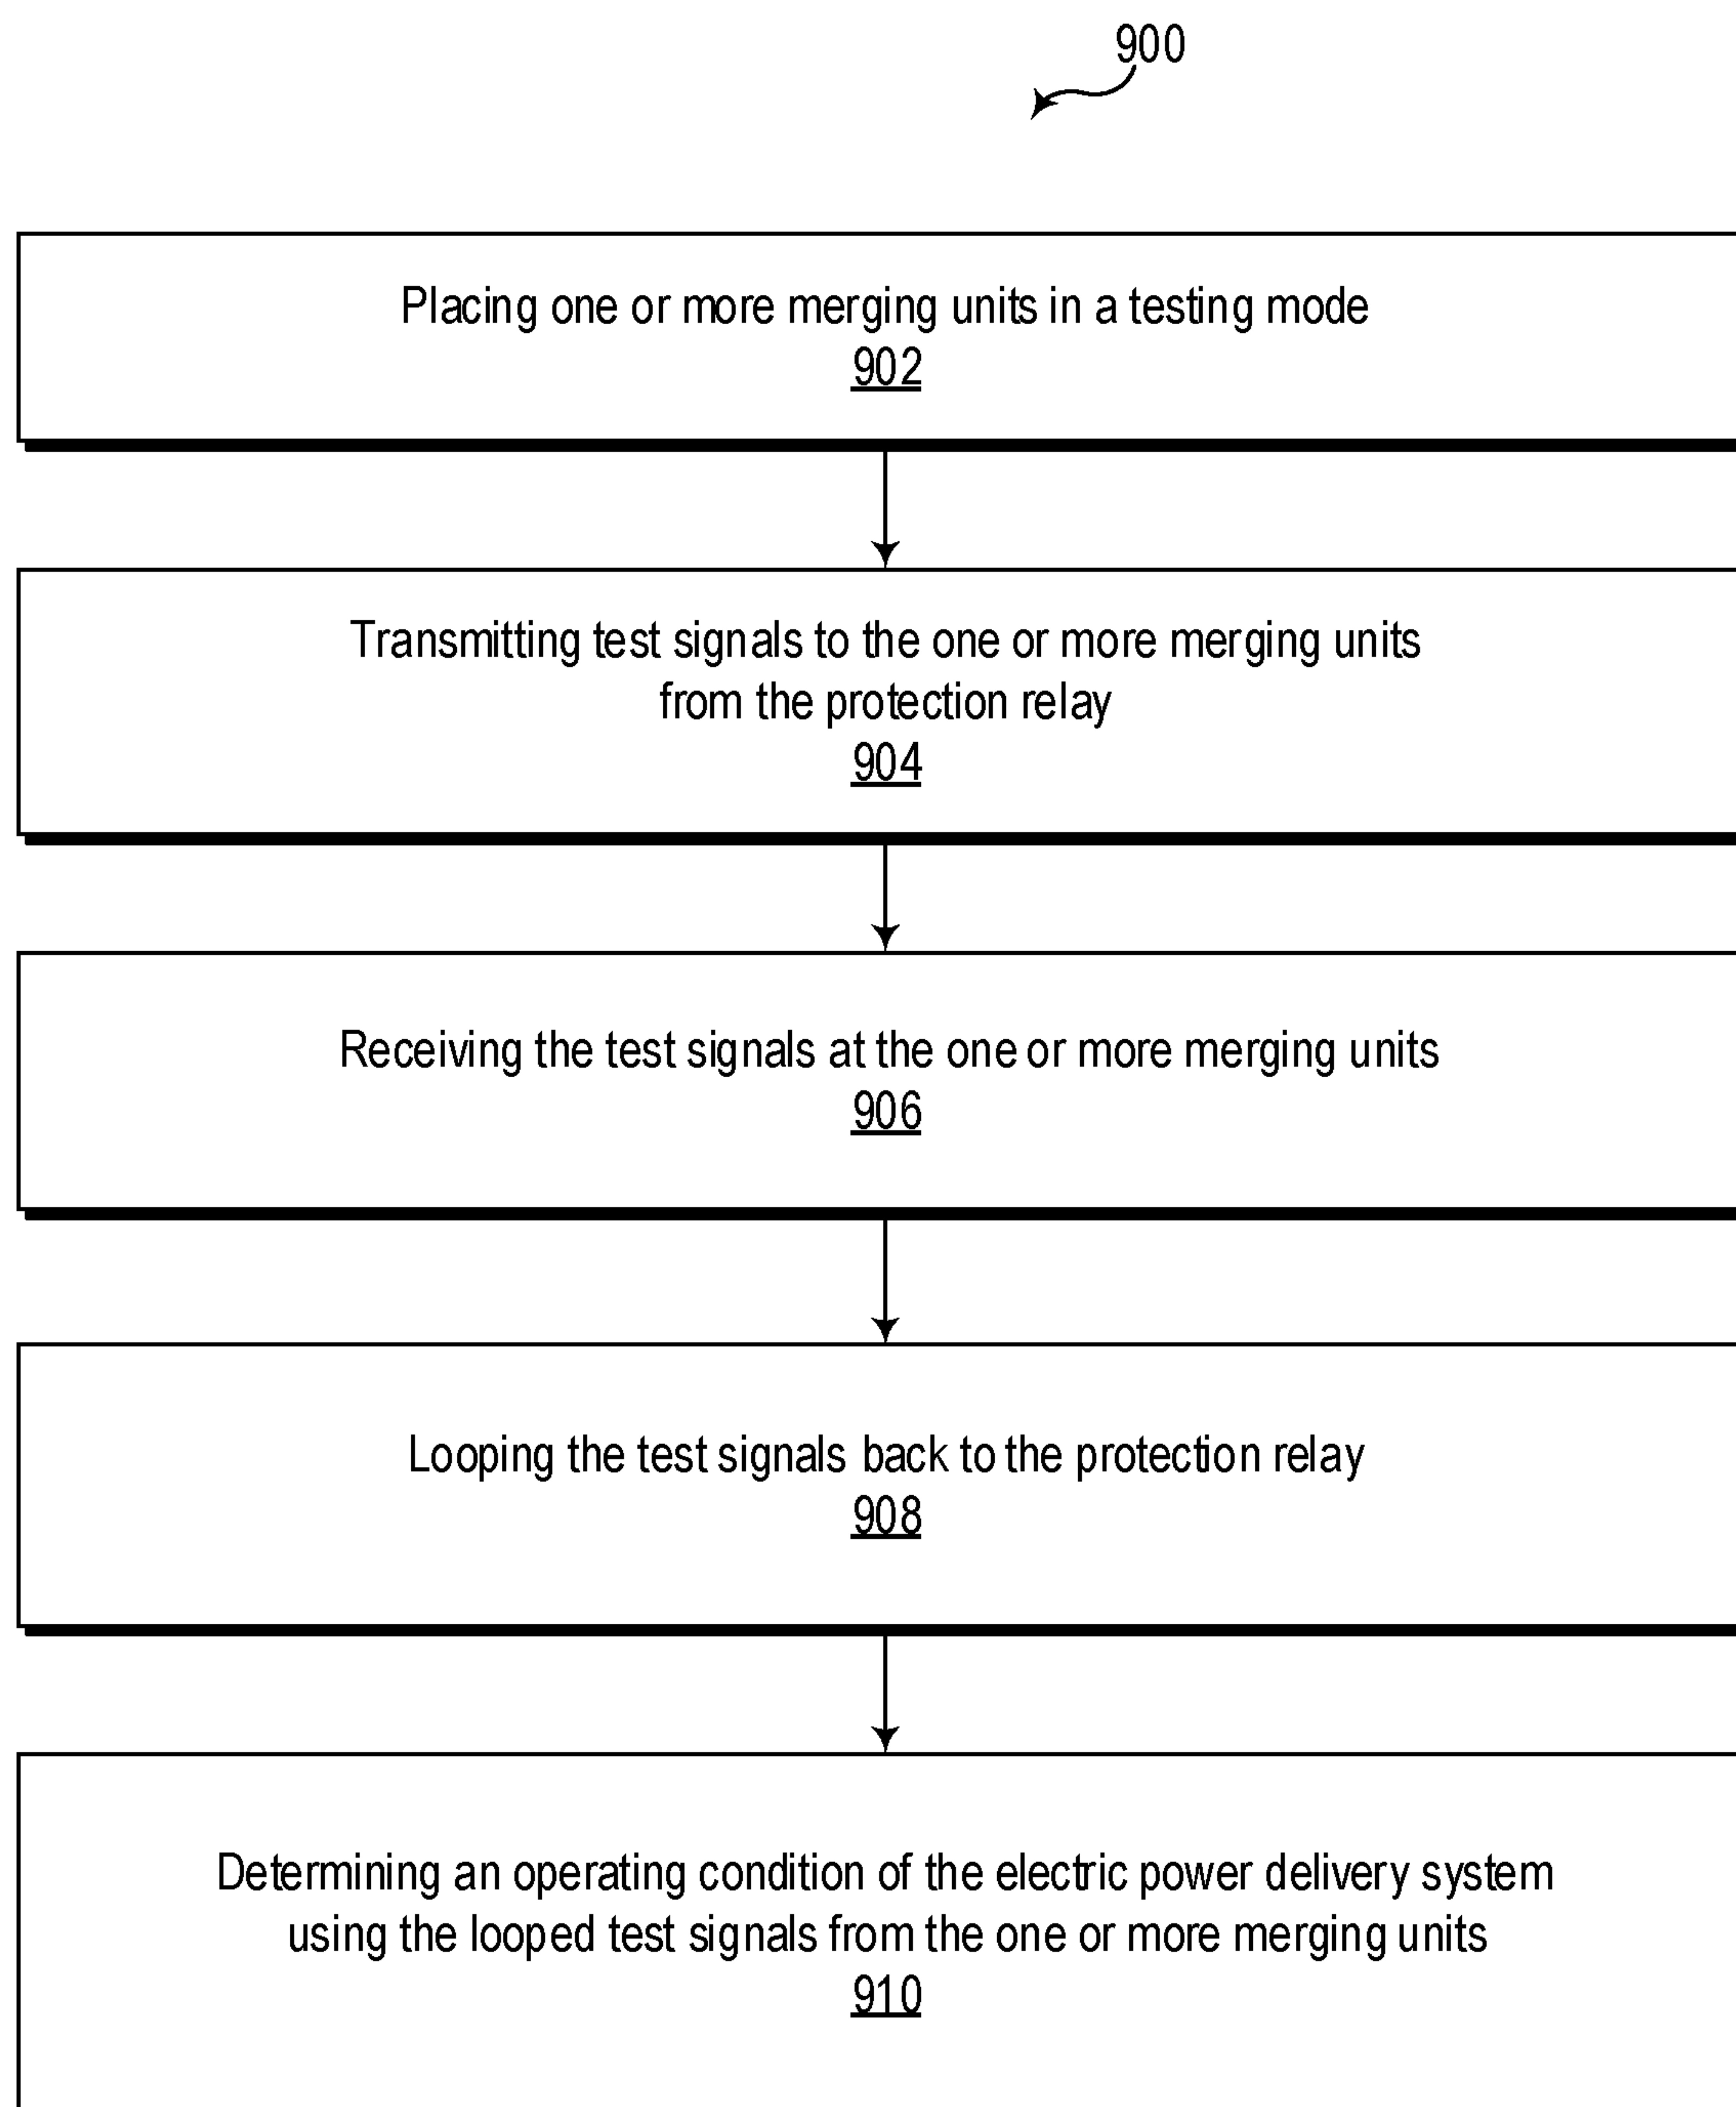 900
Placing one or more merging units in a testing mode
902
Transmitting test signals to the one or more merging units
from the protection relay
904
Receiving the test signals at the one or more merging units
906
Looping the test signals back to the protection relay
908
Determining an operating condition of the electric power delivery system
using the looped test signals from the one or more merging units
910